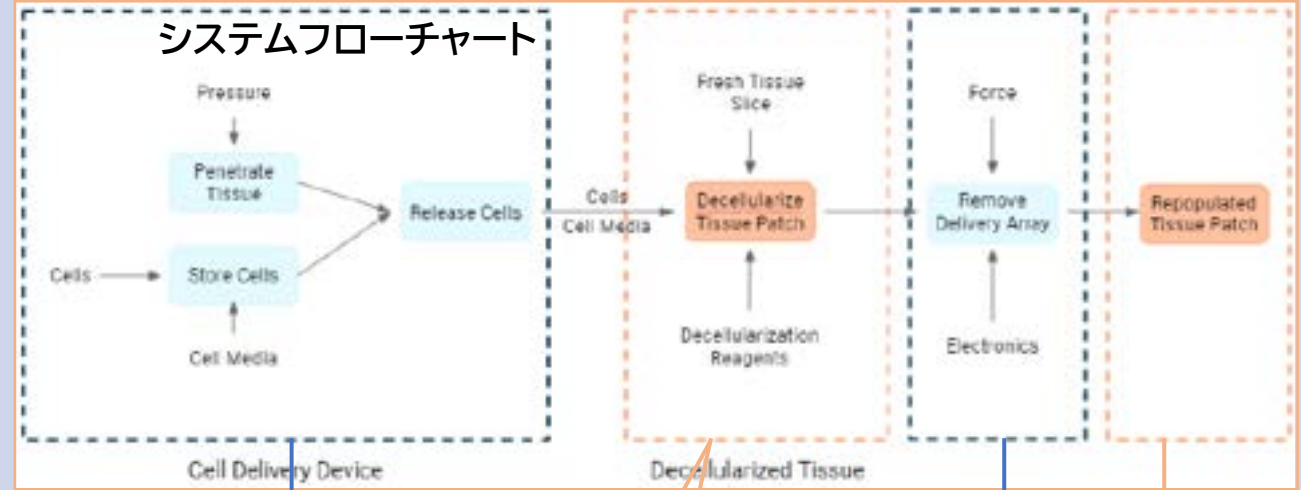 システムフローチャート
Pressure
Penetrate
Tissue
Cells
Store Cells
Cell Media
Release Cells
Cells
Cell Media
Fresh Tissue
Slice
Decellularize
Tissue Patch
Decellularization
Reagents
Force
Remove
Delivery Array
Electronics
Repopulated
Tissue Patch
Cell Delivery Device
Decellularized Tissue